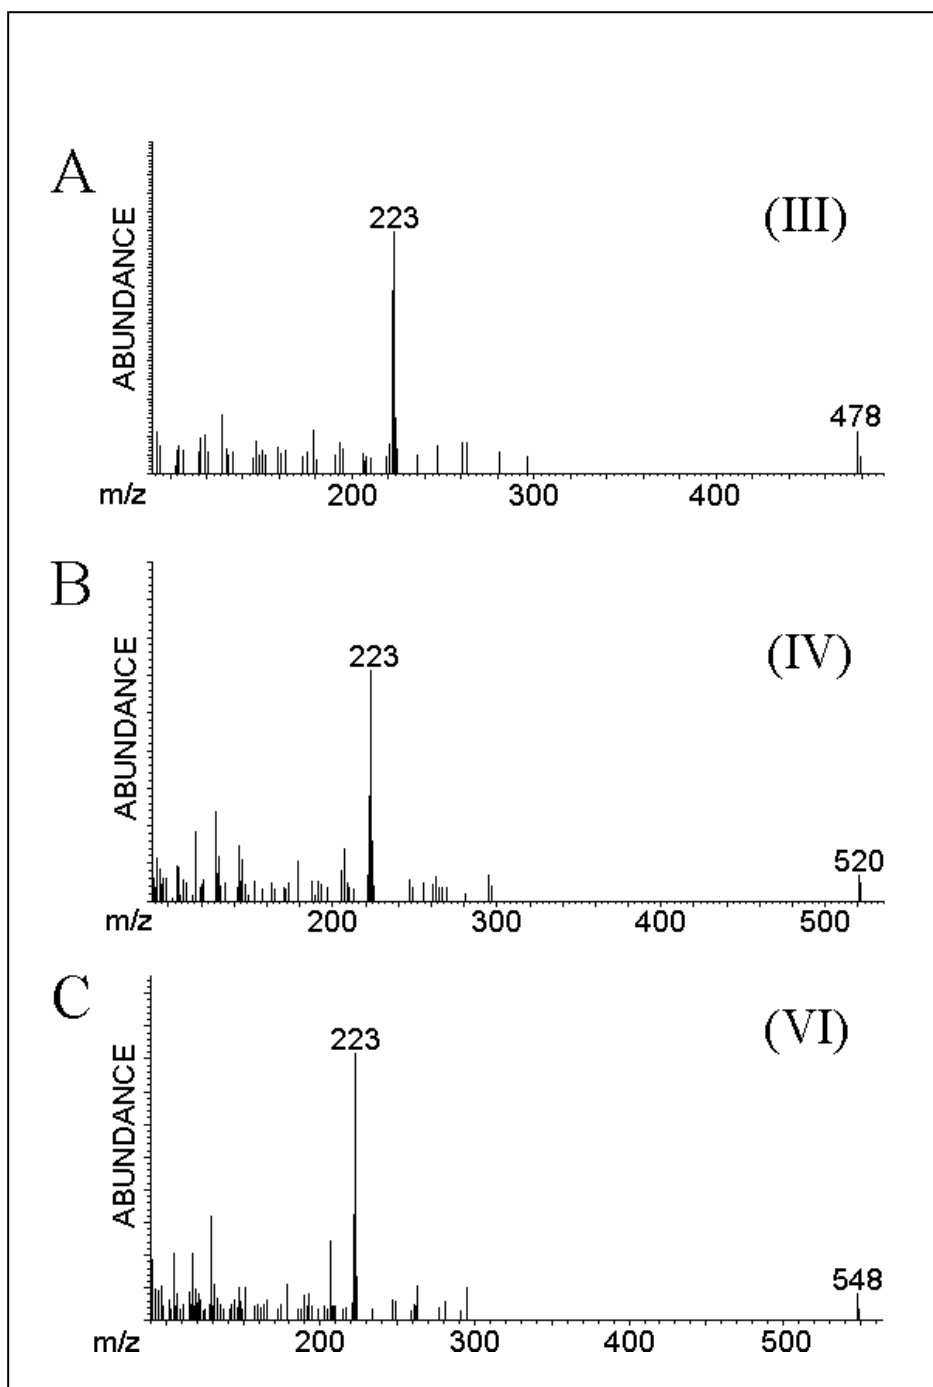 A
(III)
ABUNDANCE
223
478
m/z 200 300 400
B
(IV)
ABUNDANCE
223
520
m/z 200 300 400 500
C
(VI)
ABUNDANCE
223
548
m/z 200 300 400 500